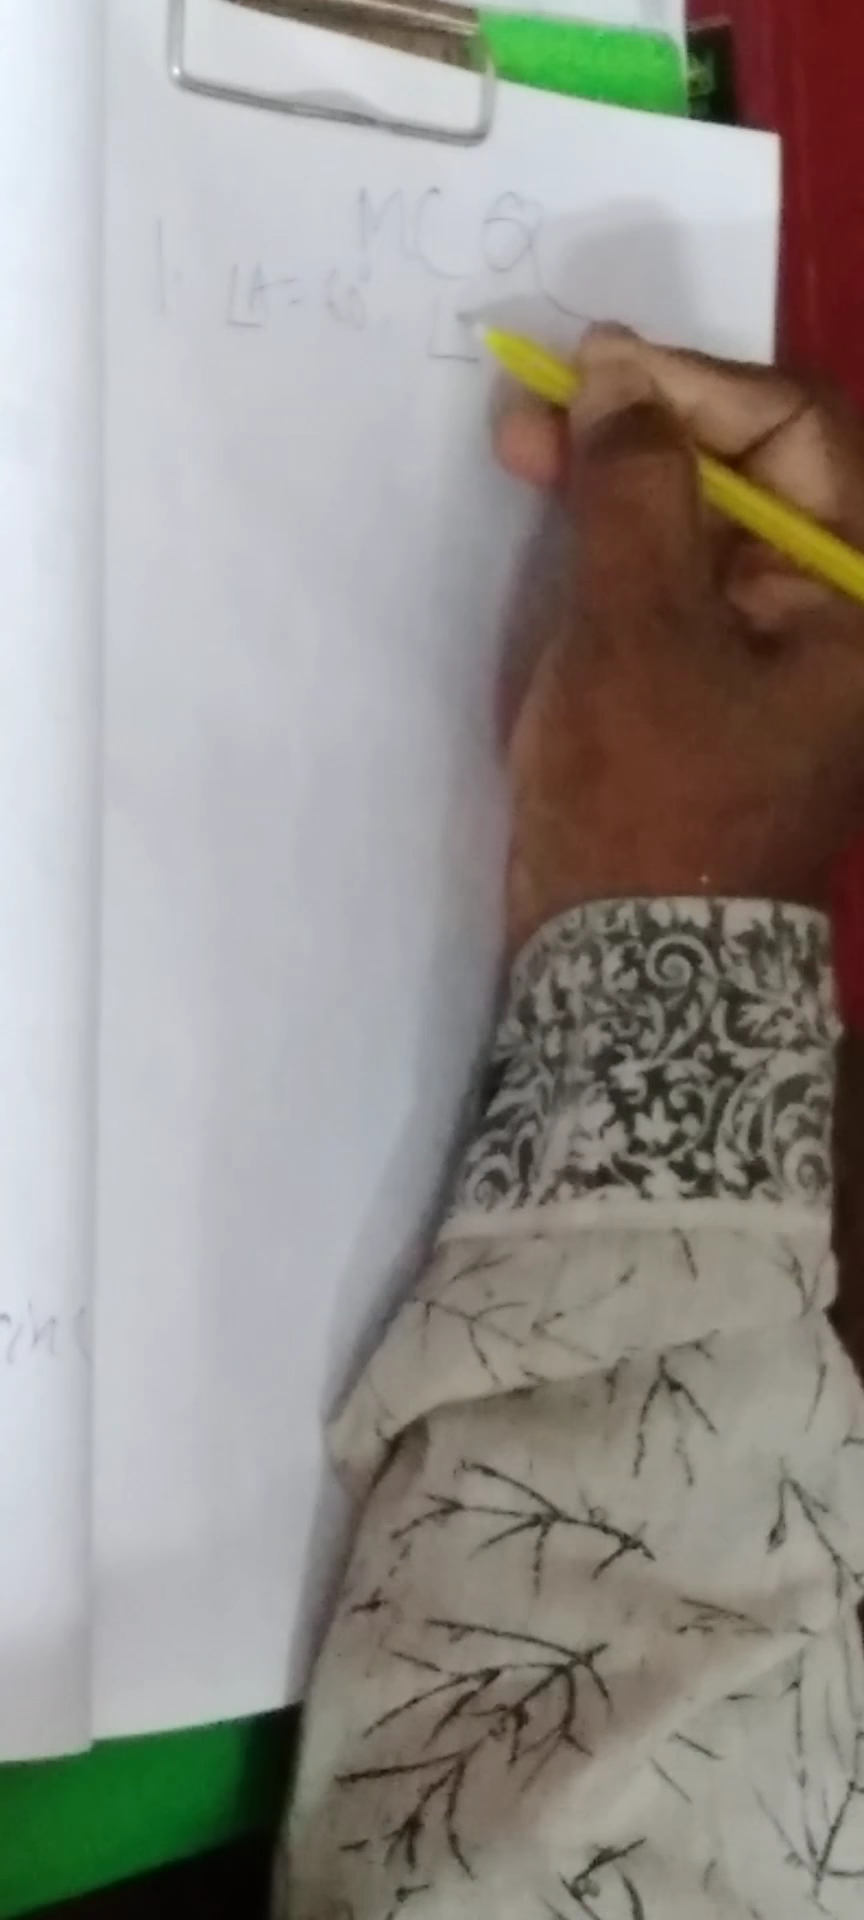 MCQ
1. ∠A = 60°. ∠